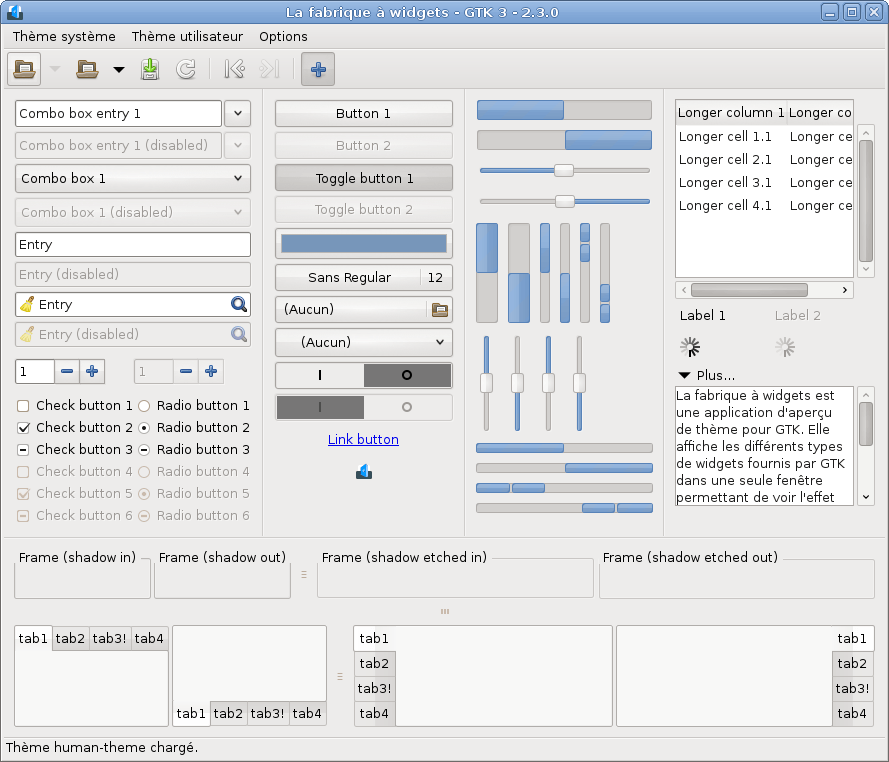 La fabrique à widgets - GTK 3 - 2.3.0
Thème système Thème utilisateur Options
Combo box entry 1
Combo box entry 1 (disabled)
Combo box 1
Combo box 1 (disabled)
Entry
Entry (disabled)
Entry
Entry (disabled)
1 1
Check button 1 Radio button 1
Check button 2 Radio button 2
Check button 3 Radio button 3
Check button 4 Radio button 4
Check button 5 Radio button 5
Check button 6 Radio button 6
Button 1
Button 2
Toggle button 1
Toggle button 2
Sans Regular 12
(Aucun)
(Aucun)
Link button
Longer column 1 Longer co
Longer cell 1.1 Longer ce
Longer cell 2.1 Longer ce
Longer cell 3.1 Longer ce
Longer cell 4.1 Longer ce
Label 1 Label 2
Plus...
La fabrique à widgets est
une application d'aperçu
de thème pour GTK. Elle
affiche les différents types
de widgets fournis par GTK
dans une seule fenêtre
permettant de voir l'effet
Frame (shadow in) Frame (shadow out) Frame (shadow etched in) Frame (shadow etched out)
tab1 tab2 tab3! tab4
tab1 tab2 tab3! tab4
tab1
tab2
tab3!
tab4
tab1
tab2
tab3!
tab4
Thème human-theme chargé.